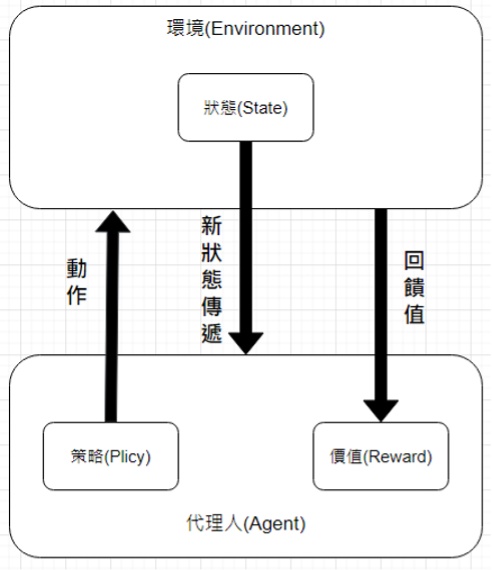 環境(Environment)
狀態(State)
動作
新狀態傳遞
回饋值
策略(Plicy)
價值(Reward)
代理人(Agent)